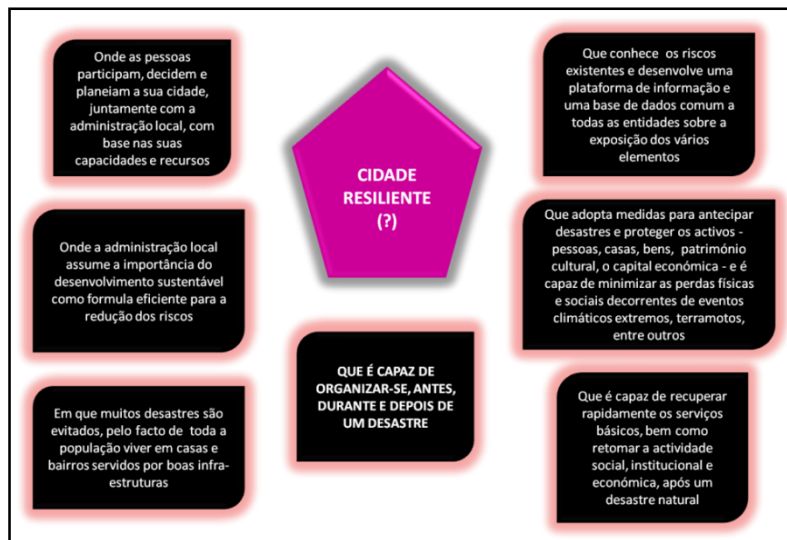 Onde as pessoas
participam, decidem e
planeiam a sua cidade,
juntamente com a
administração local, com
base nas suas
capacidades e recursos
Onde a administração local
assume a importância do
desenvolvimento sustentável
como formula eficiente para a
redução dos riscos
Em que muitos desastres são
evitados, pelo facto de toda a
população viver em casas e
bairros servidos por boas infra-
estruturas
CIDADE
RESILIENTE
(?)
QUE É CAPAZ DE
ORGANIZAR-SE, ANTES,
DURANTE E DEPOIS DE
UM DESASTRE
Que conhece os riscos
existentes e desenvolve uma
plataforma de informação e
uma base de dados comum a
todas as entidades sobre a
exposição dos vários
elementos
Que adopta medidas para antecipar
desastres e proteger os activos -
pessoas, casas, bens, património
cultural, o capital económica - e é
capaz de minimizar as perdas físicas
e sociais decorrentes de eventos
climáticos extremos, terramotos,
entre outros
Que é capaz de recuperar
rapidamente os serviços
básicos, bem como
retomar a actividade
social, institucional e
económica, após um
desastre natural